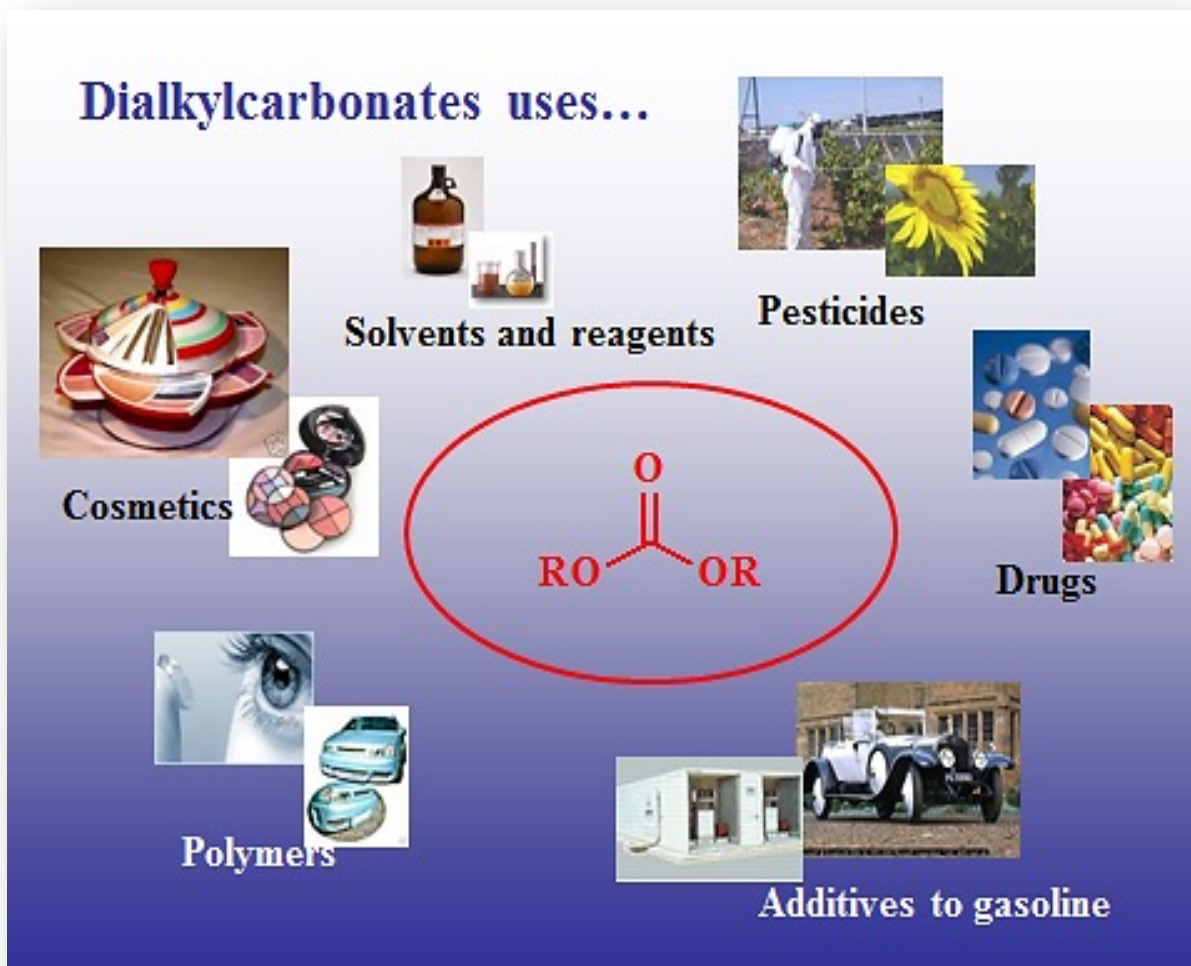 Dialkylcarbonates uses...
Pesticides
Solvents and reagents
Cosmetics
O
RO OR
Drugs
Polymers
Additives to gasoline